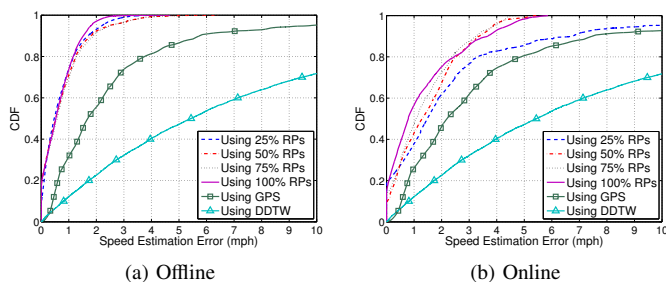 1
0.8
0.6
0.4
0.2
0
CDF
0 1 2 3 4 5 6 7 8 9 10
Speed Estimation Error (mph)
Using 25% RPs
Using 50% RPs
Using 75% RPs
Using 100% RPs
Using GPS
Using DDTW
(a) Offline
1
0.8
0.6
0.4
0.2
0
CDF
0 1 2 3 4 5 6 7 8 9 10
Speed Estimation Error (mph)
Using 25% RPs
Using 50% RPs
Using 75% RPs
Using 100% RPs
Using GPS
Using DDTW
(b) Online